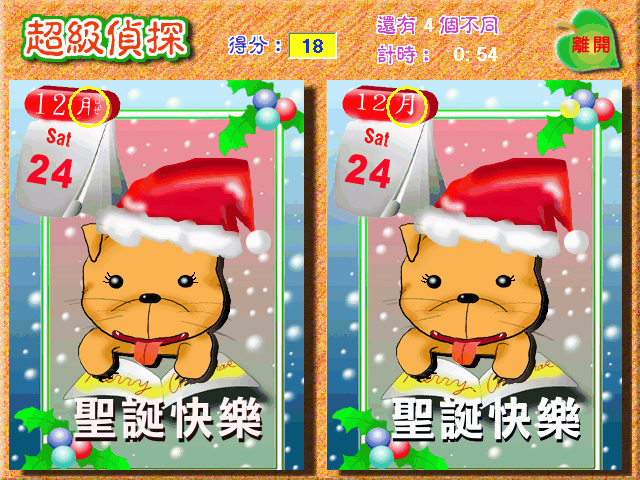 超級偵探
得分：18
還有 4 個不同
計時： 0:54
離開
12月
Sat
24
聖誕快樂
12月
Sat
24
聖誕快樂